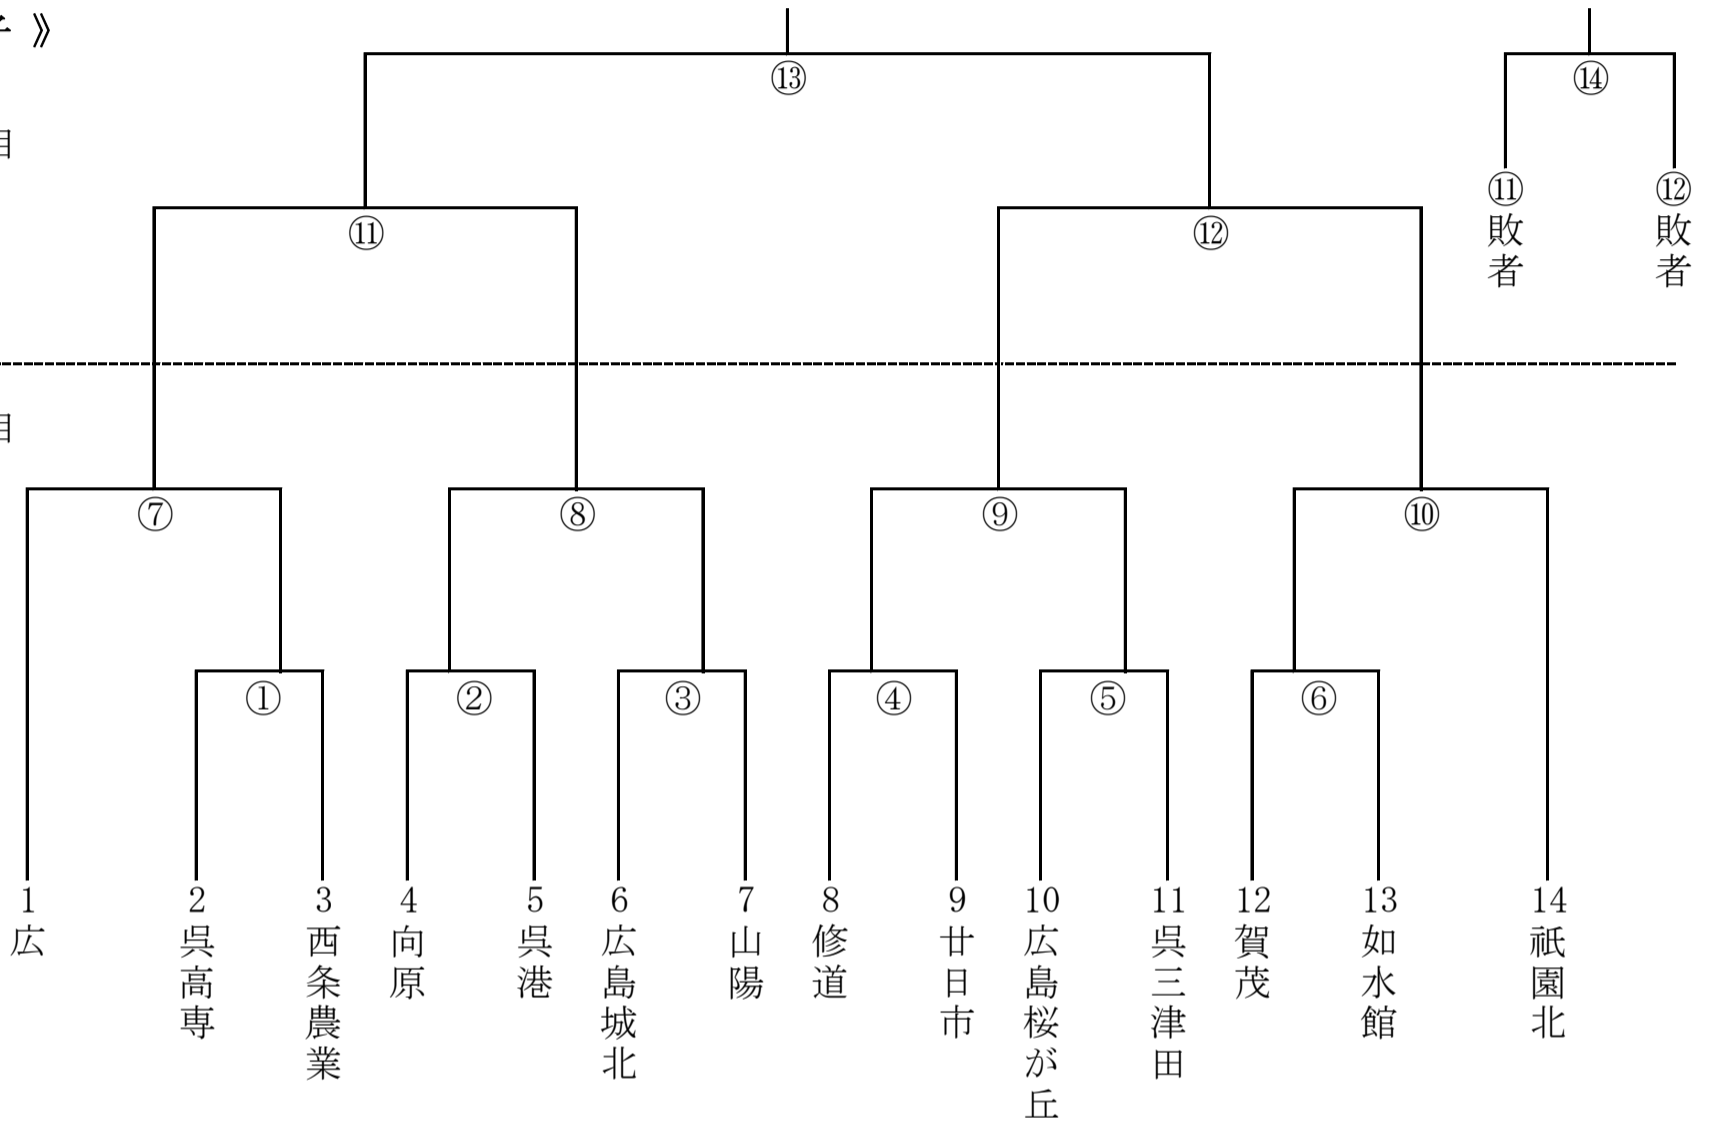 》
⑬
⑭
⑪敗者
⑫敗者
⑪
⑫
⑦
⑧
⑨
⑩
①
②
③
④
⑤
⑥
1 広
2 呉高専
3 西条農業
4 向原
5 呉港
6 広島城北
7 山陽
8 修道
9 廿日市
10 広島桜が丘
11 呉三津田
12 賀茂
13 如水館
14 祇園北